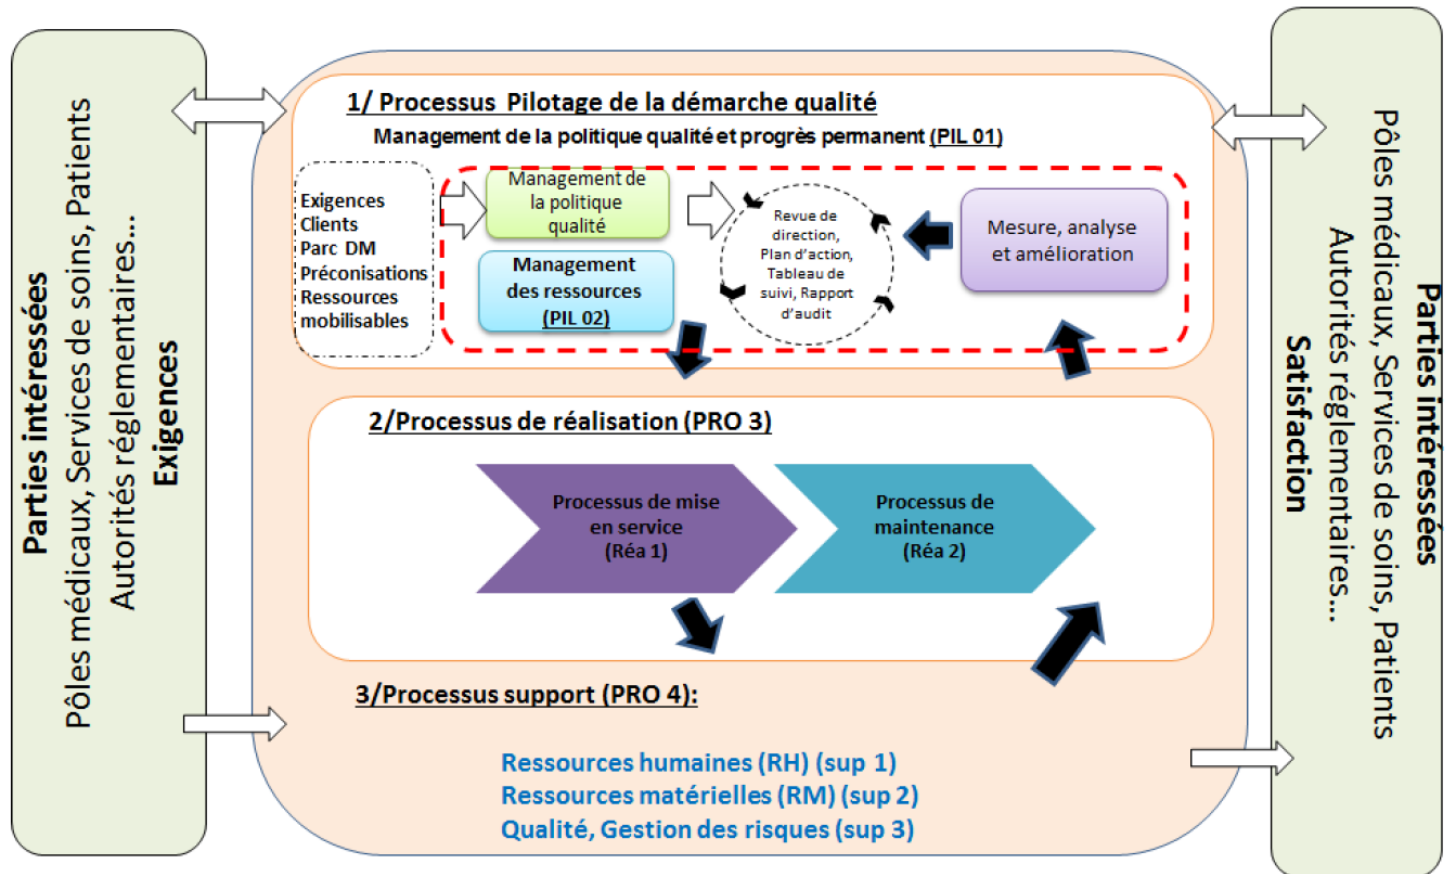 Parties intéressées
Pôles médicaux, Services de soins, Patients
Autorités réglementaires...
Exigences
1/ Processus Pilotage de la démarche qualité
Management de la politique qualité et progrès permanent (PIL 01)
Exigences
Clients
Parc DM
Préconisations
Ressources
mobilisables
Management de
la politique
qualité
Management
des ressources
(PIL 02)
Revue de
direction,
Plan d'action,
Tableau de
suivi, Rapport
d'audit
Mesure, analyse
et amélioration
2/Processus de réalisation (PRO 3)
Processus de mise
en service
(Réa 1)
Processus de
maintenance
(Réa 2)
3/Processus support (PRO 4):
Ressources humaines (RH) (sup 1)
Ressources matérielles (RM) (sup 2)
Qualité, Gestion des risques (sup 3)
Parties intéressées
Pôles médicaux, Services de soins, Patients
Autorités réglementaires...
Satisfaction